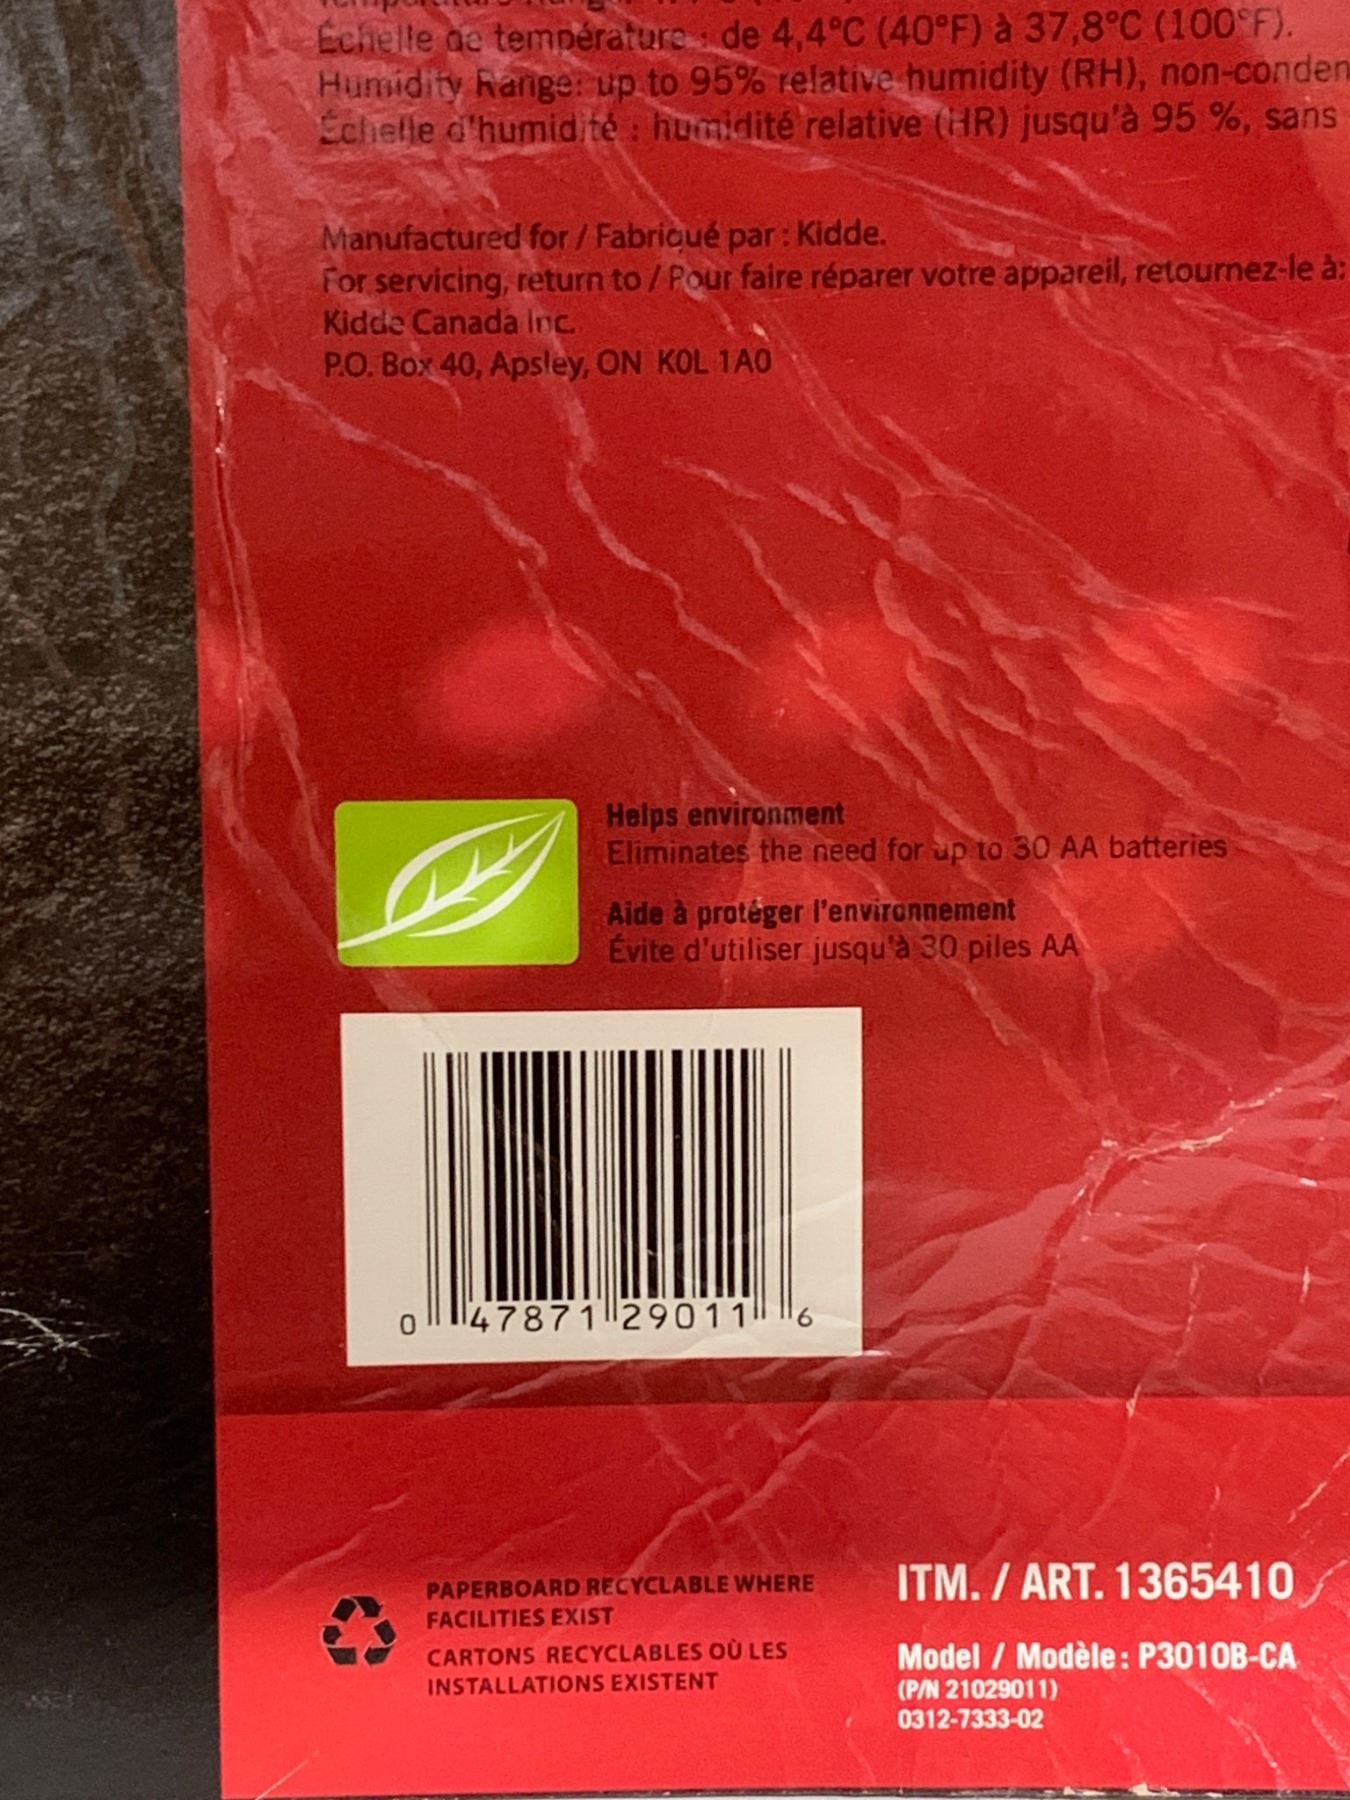 Échelle de température : de 4,4°C (40°F) à 37,8°C (100°F).
Humidity Range: up to 95% relative humidity (RH), non-conden
Échelle d'humidité : humidité relative (HR) jusqu'à 95 %, sans
Manufactured for / Fabriqué par : Kidde.
For servicing, return to / Pour faire réparer votre appareil, retournez-le à:
Kidde Canada Inc.
P.O. Box 40, Apsley, ON K0L 1A0
Helps environment
Eliminates the need for up to 30 AA batteries
Aide à protéger l'environnement
Évite d'utiliser jusqu'à 30 piles AA
0 47871 29011 6
PAPERBOARD RECYCLABLE WHERE
FACILITIES EXIST
CARTONS RECYCLABLES OÙ LES
INSTALLATIONS EXISTENT
ITM. / ART. 1365410
Model / Modèle : P3010B-CA
(P/N 21029011)
0312-7333-02